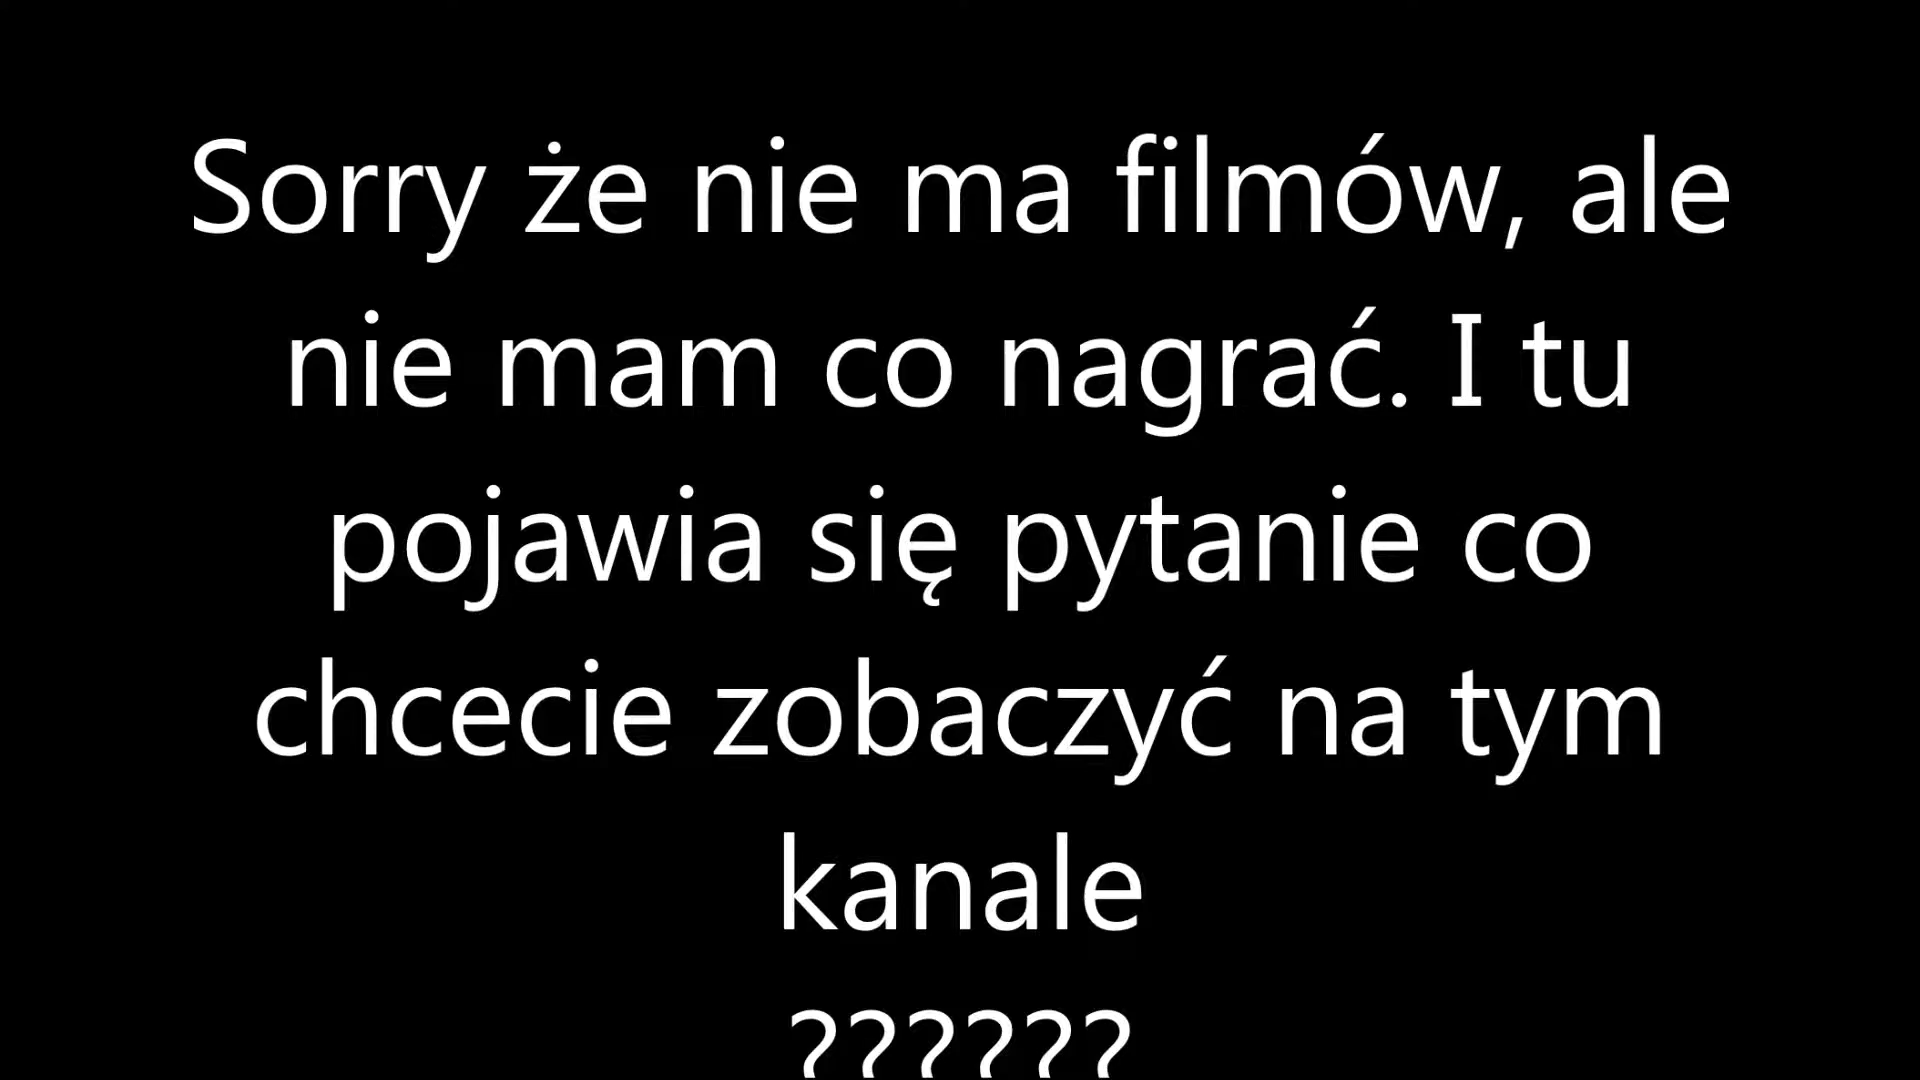 Sorry że nie ma filmów, ale
nie mam co nagrać. I tu
pojawia się pytanie co
chcecie zobaczyć na tym
kanale
??????